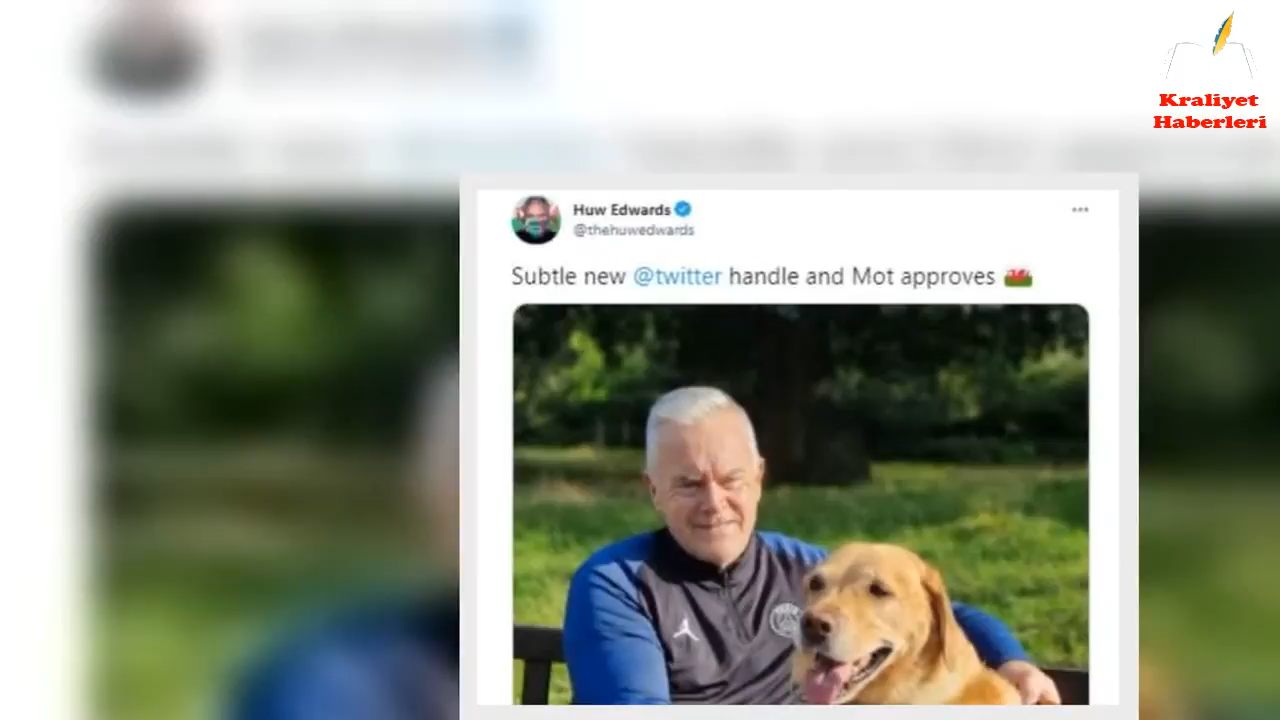 Kraliyet
Haberleri
Huw Edwards
@thehuwedwards
Subtle new @twitter handle and Mot approves 🏴󠁧󠁢󠁷󠁬󠁳󠁿